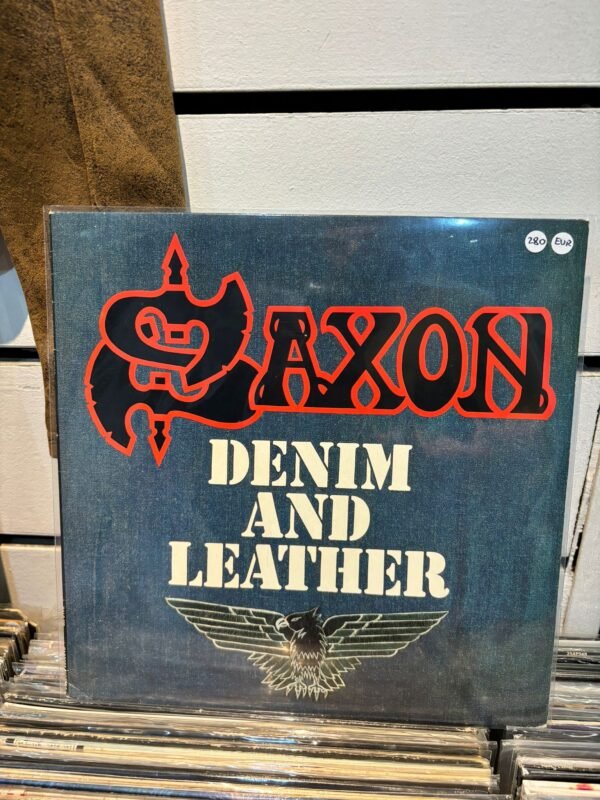 280 EUR
SAXON
DENIM
AND
LEATHER